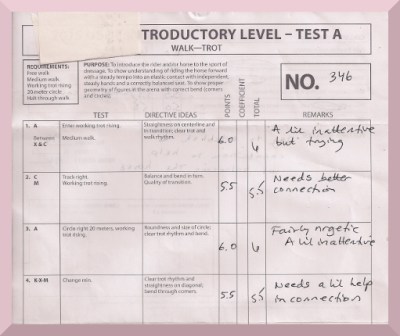 TRODUCTORY LEVEL – TEST A
WALK—TROT
REQUIREMENTS:
Free walk
Medium walk
Working trot rising
20 meter circle
Halt through walk
PURPOSE: To introduce the rider and/or horse to the sport of
dressage. To show understanding of riding the horse forward
with a steady tempo into an elastic contact with independent,
steady hands and a correctly balanced seat. To show proper
geometry of figures in the arena with correct bend (corners
and circles).
NO. 346
TEST DIRECTIVE IDEAS POINTS COEFFICIENT TOTAL REMARKS
1. A Enter working trot rising. Straightness on centerline and
in transition; clear trot and
walk rhythm.
Between
X & C Medium walk.
6.0 6 A lil inattentive
but trying
2. C Track right. Balance and bend in turn.
M Working trot rising. Quality of transition.
5.5 5.5 Needs better
connection
3. A Circle right 20 meters, working
trot rising. Roundness and size of circle;
clear trot rhythm and bend.
6.0 6 Fairly nrgetic
A lil inattentive
4. K-X-M Change rein. Clear trot rhythm and
straightness on diagonal;
bend through corners.
5.5 5.5 Needs a lil help
in connection